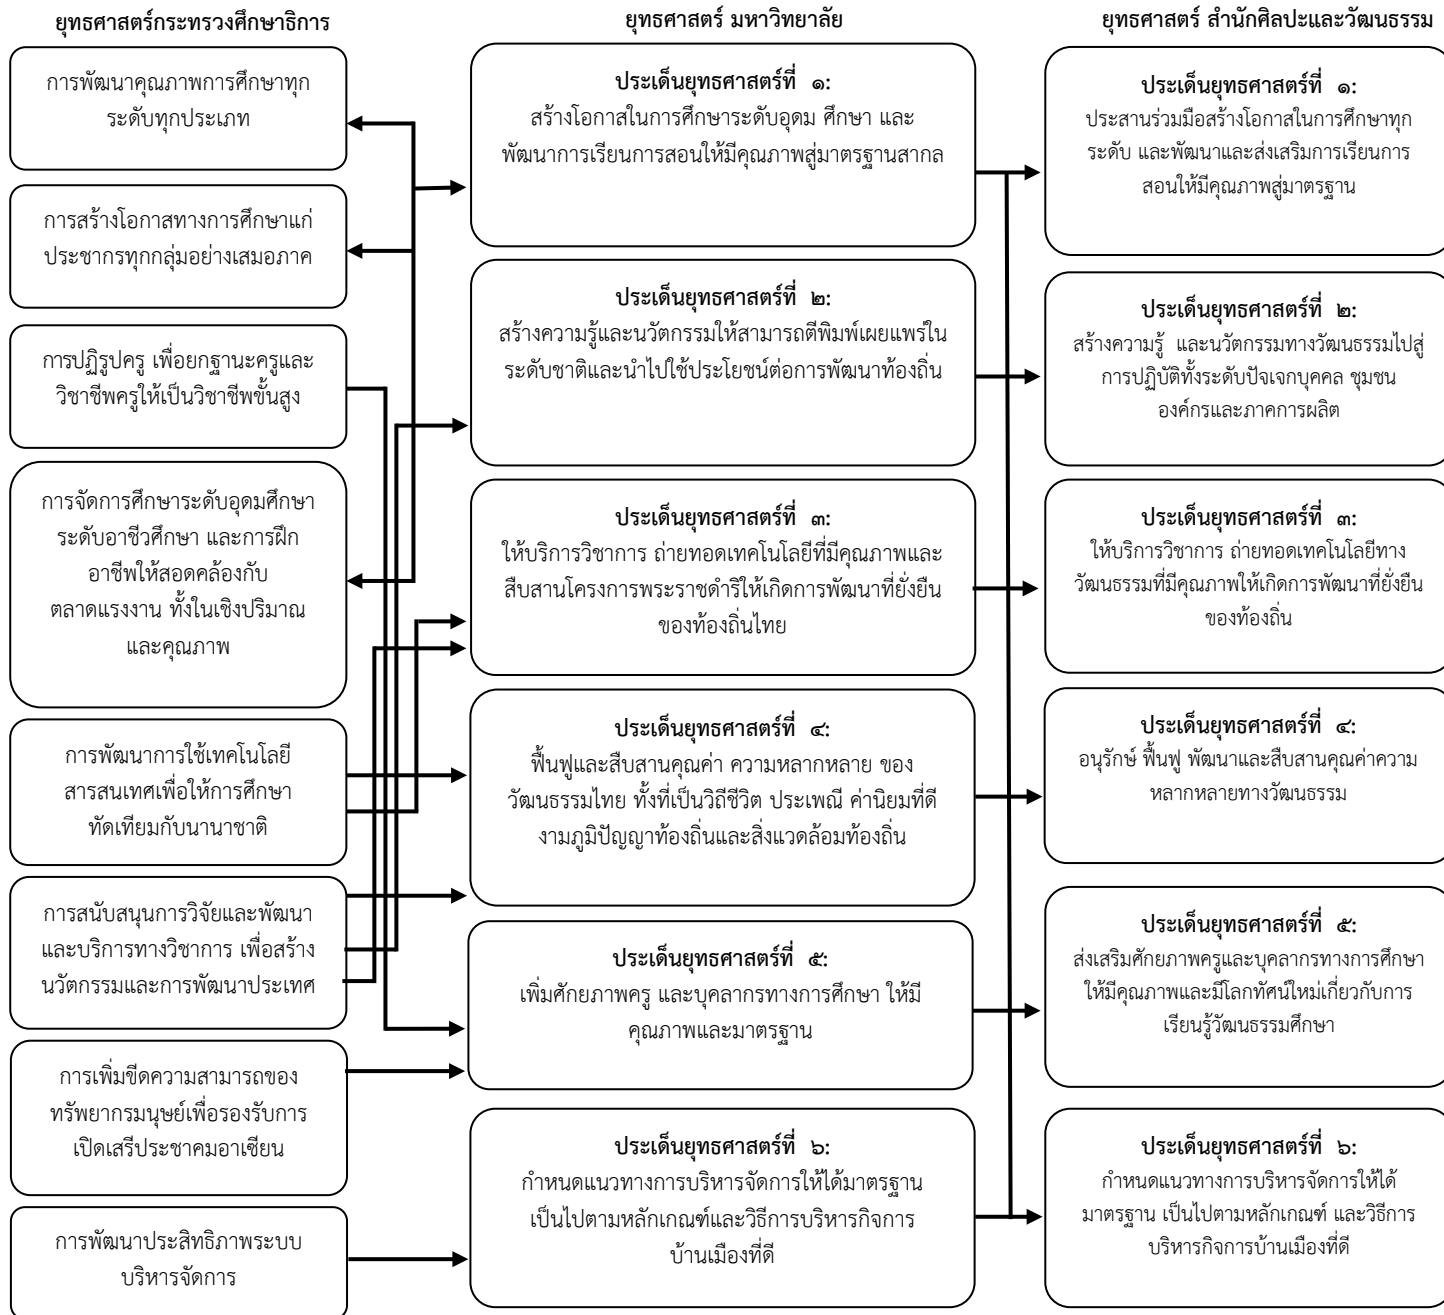 ยุทธศาสตร์กระทรวงศึกษาธิการ
การพัฒนาคุณภาพการศึกษาทุก
ระดับทุกประเภท
การสร้างโอกาสทางการศึกษาแก่
ประชากรทุกกลุ่มอย่างเสมอภาค
การปฏิรูปครู เพื่อยกฐานะครูและ
วิชาชีพครูให้เป็นวิชาชีพขั้นสูง
การจัดการศึกษาระดับอุดมศึกษา
ระดับอาชีวศึกษา และการฝึก
อาชีพให้สอดคล้องกับ
ตลาดแรงงาน ทั้งในเชิงปริมาณ
และคุณภาพ
การพัฒนาการใช้เทคโนโลยี
สารสนเทศเพื่อให้การศึกษา
ทัดเทียมกับนานาชาติ
การสนับสนุนการวิจัยและพัฒนา
และบริการทางวิชาการ เพื่อสร้าง
นวัตกรรมและการพัฒนาประเทศ
การเพิ่มขีดความสามารถของ
ทรัพยากรมนุษย์เพื่อรองรับการ
เปิดเสรีประชาคมอาเซียน
การพัฒนาประสิทธิภาพระบบ
บริหารจัดการ
ยุทธศาสตร์ มหาวิทยาลัย
ประเด็นยุทธศาสตร์ที่ ๑:
สร้างโอกาสในการศึกษาระดับอุดม ศึกษา และ
พัฒนาการเรียนการสอนให้มีคุณภาพสู่มาตรฐานสากล
ประเด็นยุทธศาสตร์ที่ ๒:
สร้างความรู้และนวัตกรรมให้สามารถตีพิมพ์เผยแพร่ใน
ระดับชาติและนำไปใช้ประโยชน์ต่อการพัฒนาท้องถิ่น
ประเด็นยุทธศาสตร์ที่ ๓:
ให้บริการวิชาการ ถ่ายทอดเทคโนโลยีที่มีคุณภาพและ
สืบสานโครงการพระราชดำริให้เกิดการพัฒนาที่ยั่งยืน
ของท้องถิ่นไทย
ประเด็นยุทธศาสตร์ที่ ๔:
ฟื้นฟูและสืบสานคุณค่า ความหลากหลาย ของ
วัฒนธรรมไทย ทั้งที่เป็นวิถีชีวิต ประเพณี ค่านิยมที่ดี
งามภูมิปัญญาท้องถิ่นและสิ่งแวดล้อมท้องถิ่น
ประเด็นยุทธศาสตร์ที่ ๕:
เพิ่มศักยภาพครู และบุคลากรทางการศึกษา ให้มี
คุณภาพและมาตรฐาน
ประเด็นยุทธศาสตร์ที่ ๖:
กำหนดแนวทางการบริหารจัดการให้ได้มาตรฐาน
เป็นไปตามหลักเกณฑ์และวิธีการบริหารกิจการ
บ้านเมืองที่ดี
ยุทธศาสตร์ สำนักศิลปะและวัฒนธรรม
ประเด็นยุทธศาสตร์ที่ ๑:
ประสานร่วมมือสร้างโอกาสในการศึกษาทุก
ระดับ และพัฒนาและส่งเสริมการเรียนการ
สอนให้มีคุณภาพสู่มาตรฐาน
ประเด็นยุทธศาสตร์ที่ ๒:
สร้างความรู้ และนวัตกรรมทางวัฒนธรรมไปสู่
การปฏิบัติทั้งระดับปัจเจกบุคคล ชุมชน
องค์กรและภาคการผลิต
ประเด็นยุทธศาสตร์ที่ ๓:
ให้บริการวิชาการ ถ่ายทอดเทคโนโลยีทาง
วัฒนธรรมที่มีคุณภาพให้เกิดการพัฒนาที่ยั่งยืน
ของท้องถิ่น
ประเด็นยุทธศาสตร์ที่ ๔:
อนุรักษ์ ฟื้นฟู พัฒนาและสืบสานคุณค่าความ
หลากหลายทางวัฒนธรรม
ประเด็นยุทธศาสตร์ที่ ๕:
ส่งเสริมศักยภาพครูและบุคลากรทางการศึกษา
ให้มีคุณภาพและมีโลกทัศน์ใหม่เกี่ยวกับการ
เรียนรู้วัฒนธรรมศึกษา
ประเด็นยุทธศาสตร์ที่ ๖:
กำหนดแนวทางการบริหารจัดการให้ได้
มาตรฐาน เป็นไปตามหลักเกณฑ์ และวิธีการ
บริหารกิจการบ้านเมืองที่ดี